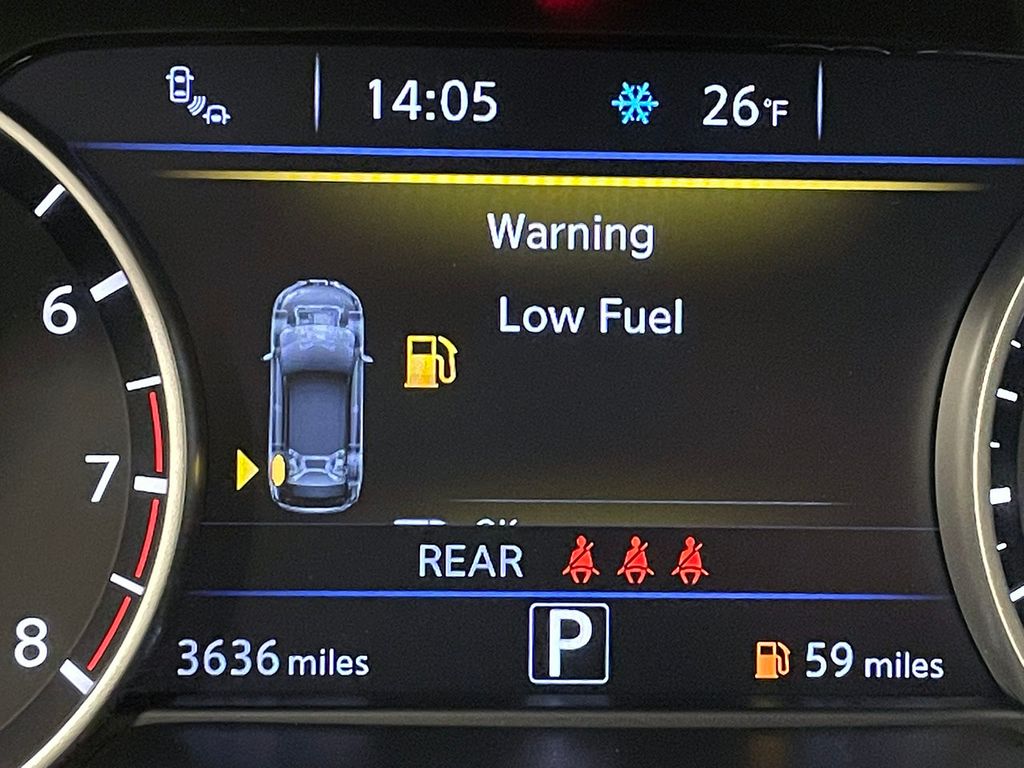 14:05 26°F
Warning
Low Fuel
6
7
8
REAR
P
3636 miles
59 miles